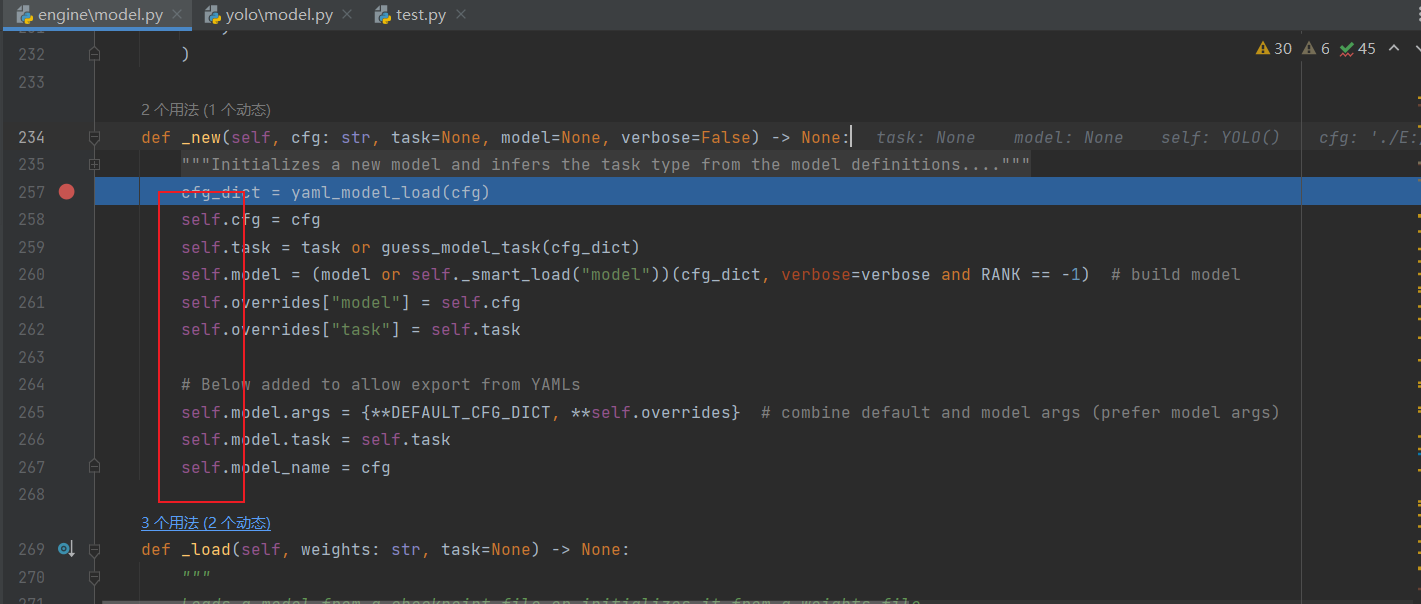 engine\model.py yolo\model.py test.py
232 )
30 6 45
233
2 个用法 (1 个动态)
234 def _new(self, cfg: str, task=None, model=None, verbose=False) -> None: task: None model: None self: YOLO() cfg: './E:/
235 """Initializes a new model and infers the task type from the model definitions...."""
257 cfg_dict = yaml_model_load(cfg)
258 self.cfg = cfg
259 self.task = task or guess_model_task(cfg_dict)
260 self.model = (model or self._smart_load("model"))(cfg_dict, verbose=verbose and RANK == -1) # build model
261 self.overrides["model"] = self.cfg
262 self.overrides["task"] = self.task
263
264 # Below added to allow export from YAMLs
265 self.model.args = {**DEFAULT_CFG_DICT, **self.overrides} # combine default and model args (prefer model args)
266 self.model.task = self.task
267 self.model_name = cfg
268
3 个用法 (2 个动态)
269 def _load(self, weights: str, task=None) -> None:
270 """